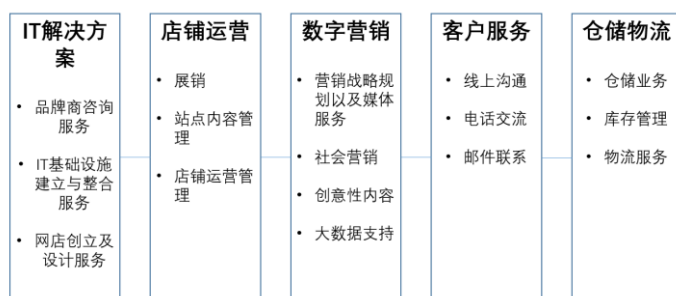 IT解决方
案
• 品牌商咨询
服务
• IT基础设施
建立与整合
服务
• 网店创立及
设计服务
店铺运营
• 展销
• 站点内容管
理
• 店铺运营管
理
数字营销
• 营销战略规
划以及媒体
服务
• 社会营销
• 创意性内容
• 大数据支持
客户服务
• 线上沟通
• 电话交流
• 邮件联系
仓储物流
• 仓储业务
• 库存管理
• 物流服务